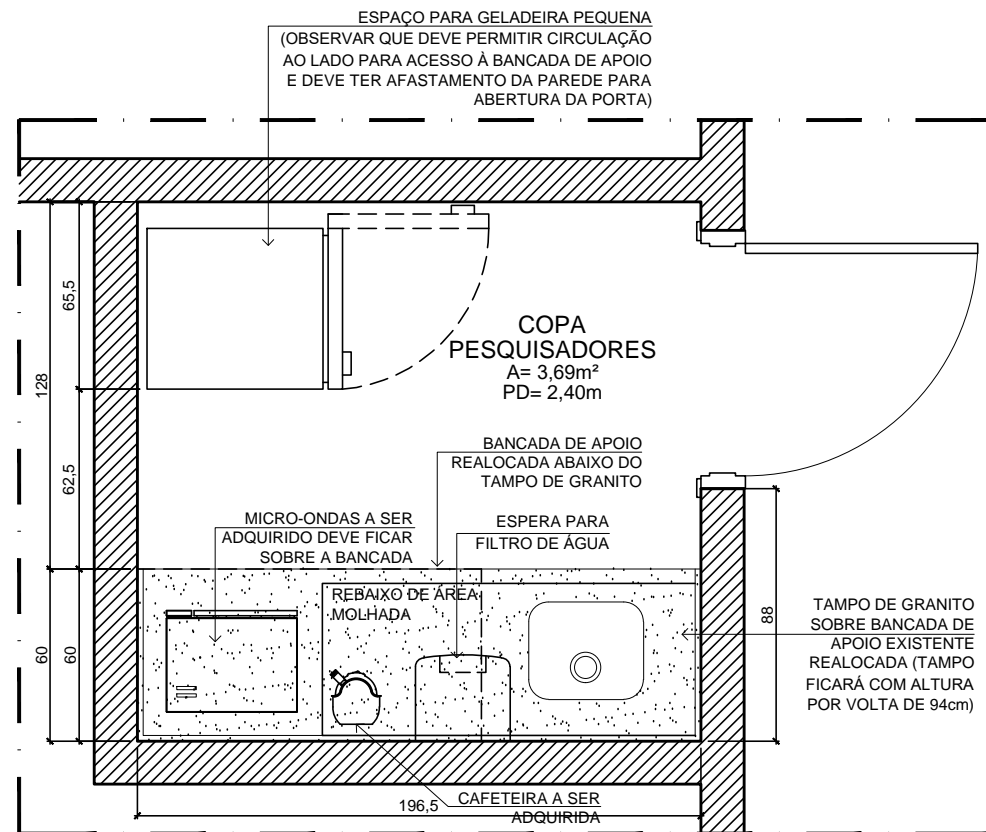 ESPAÇO PARA GELADEIRA PEQUENA
(OBSERVAR QUE DEVE PERMITIR CIRCULAÇÃO
AO LADO PARA ACESSO À BANCADA DE APOIO
E DEVE TER AFASTAMENTO DA PAREDE PARA
ABERTURA DA PORTA)
65,5
128
62,5
COPA
PESQUISADORES
A= 3,69m²
PD= 2,40m
BANCADA DE APOIO
REALOCADA ABAIXO DO
TAMPO DE GRANITO
MICRO-ONDAS A SER
ADQUIRIDO DEVE FICAR
SOBRE A BANCADA
ESPERA PARA
FILTRO DE ÁGUA
REBAIXO DE ÁREA
MOLHADA
60
60
88
TAMPO DE GRANITO
SOBRE BANCADA DE
APOIO EXISTENTE
REALOCADA (TAMPO
FICARÁ COM ALTURA
POR VOLTA DE 94cm)
196,5
CAFETEIRA A SER
ADQUIRIDA